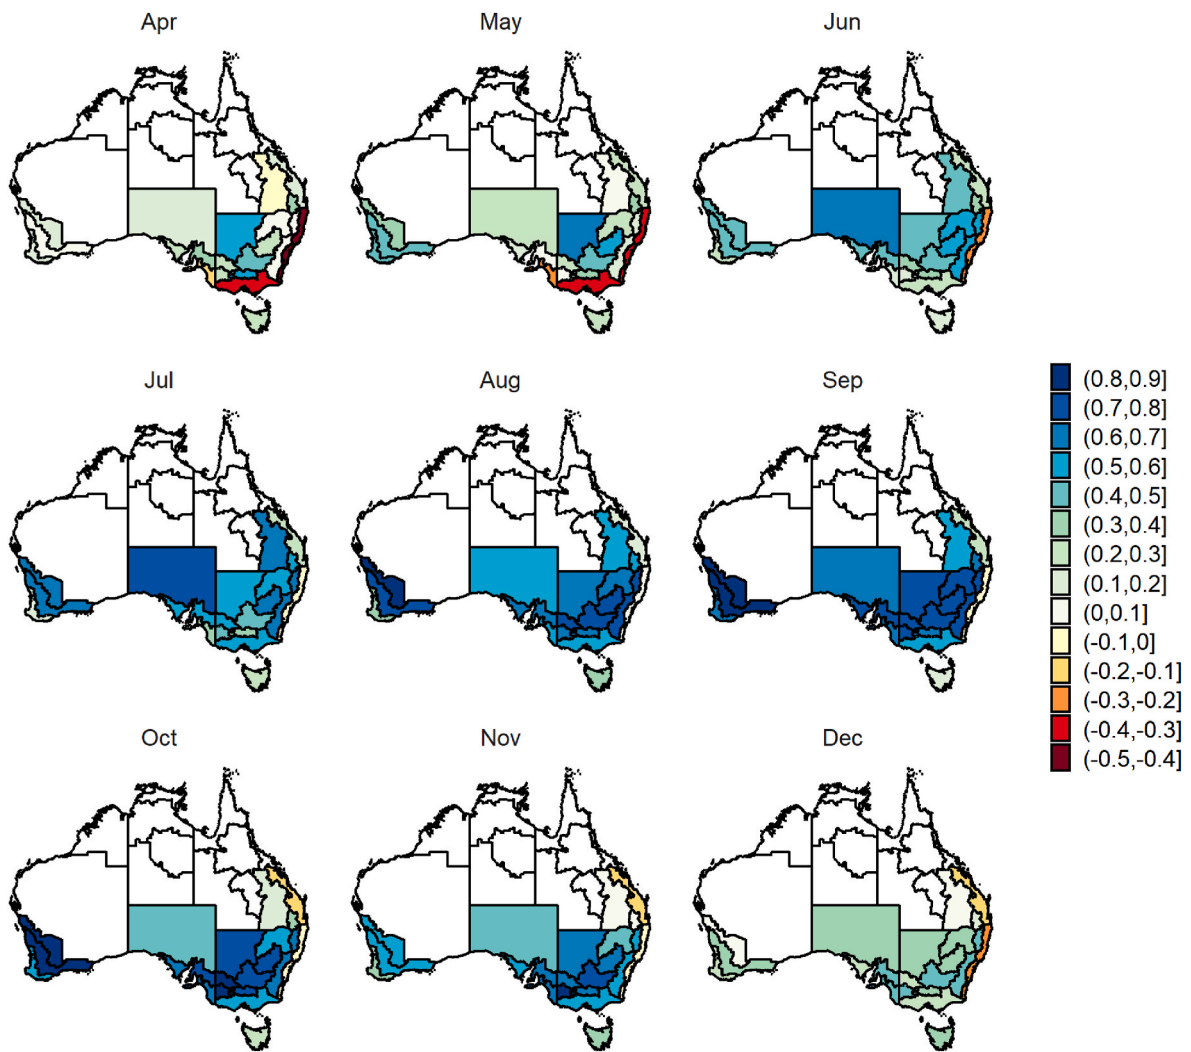 Apr
May
Jun
Jul
Aug
Sep
(0.8,0.9]
(0.7,0.8]
(0.6,0.7]
(0.5,0.6]
(0.4,0.5]
(0.3,0.4]
(0.2,0.3]
(0.1,0.2]
(0,0.1]
(-0.1,0]
(-0.2,-0.1]
(-0.3,-0.2]
(-0.4,-0.3]
(-0.5,-0.4]
Oct
Nov
Dec